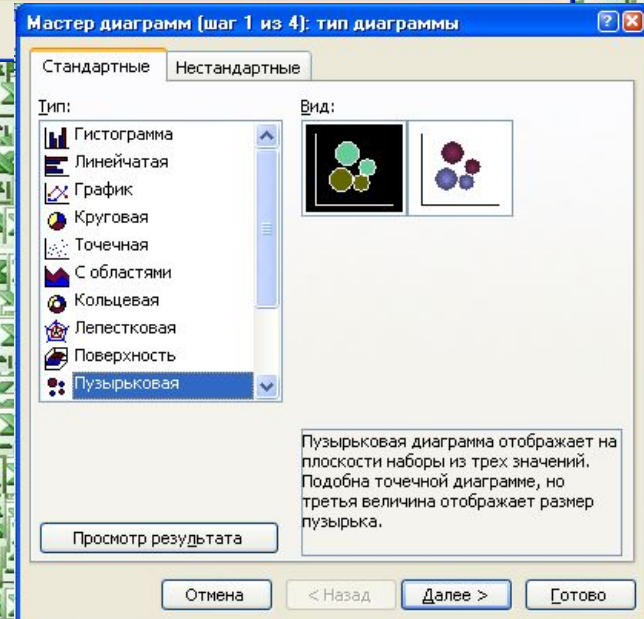 Мастер диаграмм (шаг 1 из 4): тип диаграммы
Стандартные Нестандартные
Тип:
Гистограмма
Линейчатая
График
Круговая
Точечная
С областями
Кольцевая
Лепестковая
Поверхность
Пузырьковая
Вид:
Пузырьковая диаграмма отображает на
плоскости наборы из трех значений.
Подобна точечной диаграмме, но
третья величина отображает размер
пузырька.
Просмотр результата
Отмена < Назад Далее > Готово